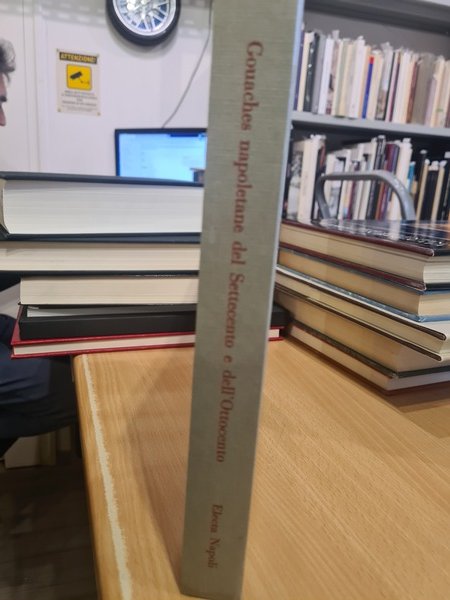 Gouaches napoletane del Settecento e dell'Ottocento
Electa Napoli
ATTENZIONE!